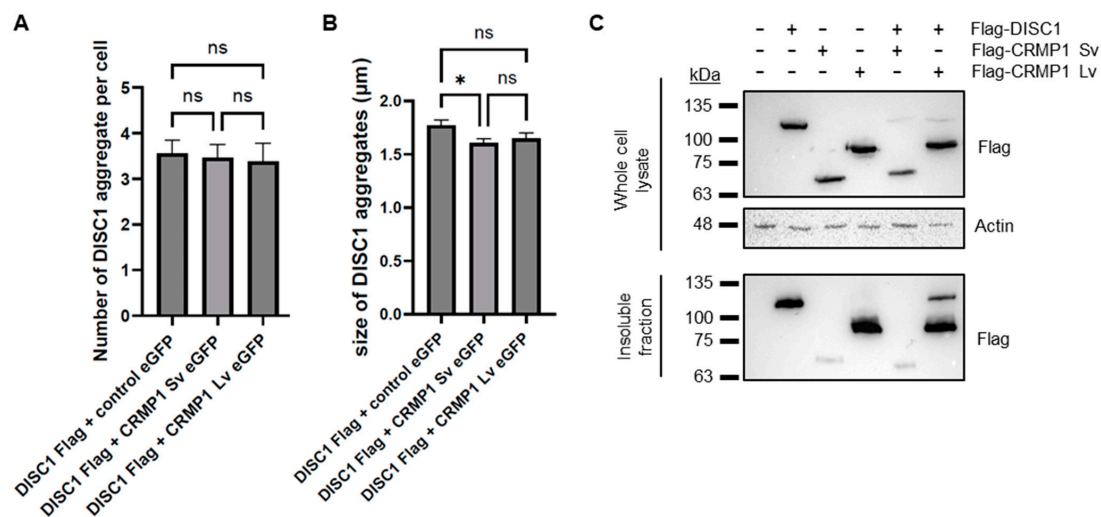 A
ns
ns
ns
Number of DISC1 aggregate per cell
5
4
3
2
1
0
DISC1 Flag + control eGFP
DISC1 Flag + CRMP1 Sv eGFP
DISC1 Flag + CRMP1 Lv eGFP
B
ns
*
ns
size of DISC1 aggregates (μm)
2.0
1.5
1.0
0.5
0.0
DISC1 Flag + control eGFP
DISC1 Flag + CRMP1 Sv eGFP
DISC1 Flag + CRMP1 Lv eGFP
C
- + - - + + Flag-DISC1
- - + - + - Flag-CRMP1 Sv
- - - + - + Flag-CRMP1 Lv
kDa
Whole cell
lysate
135
100
75
63
Flag
48
Actin
Insoluble
fraction
135
100
75
63
Flag